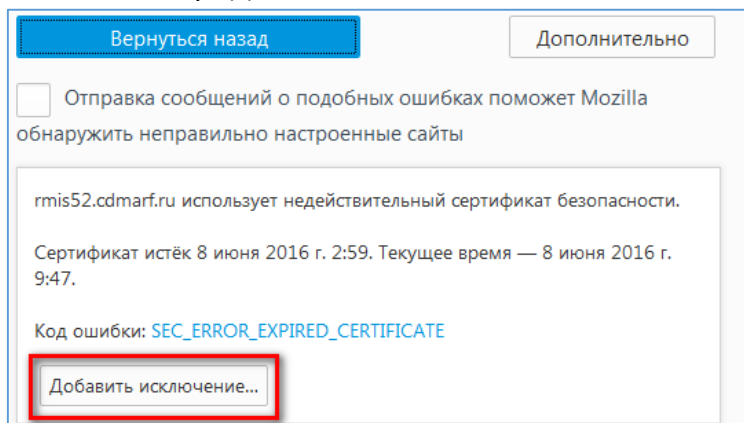 Вернуться назад
Дополнительно
Отправка сообщений о подобных ошибках поможет Mozilla
обнаружить неправильно настроенные сайты
rmis52.cdmarf.ru использует недействительный сертификат безопасности.
Сертификат истёк 8 июня 2016 г. 2:59. Текущее время — 8 июня 2016 г.
9:47.
Код ошибки: SEC_ERROR_EXPIRED_CERTIFICATE
Добавить исключение...